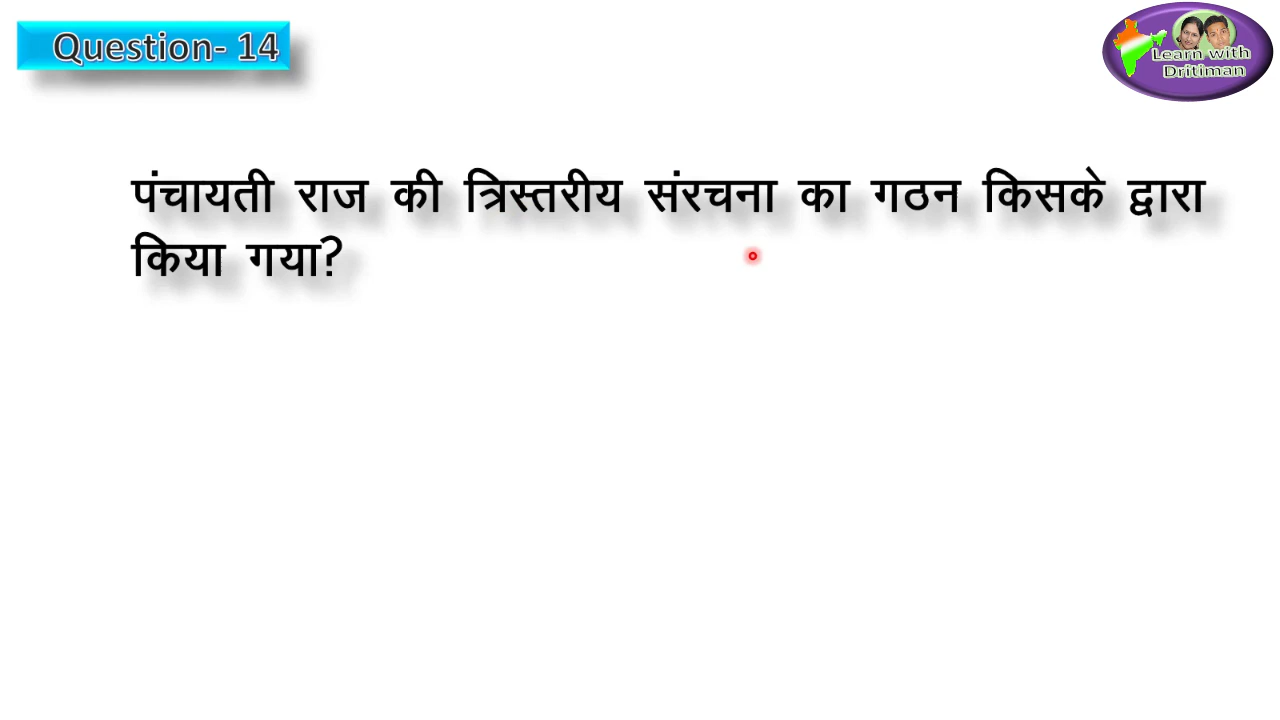 Question- 14
Learn with
Dritiman
पंचायती राज की त्रिस्तरीय संरचना का गठन किसके द्वारा
किया गया?